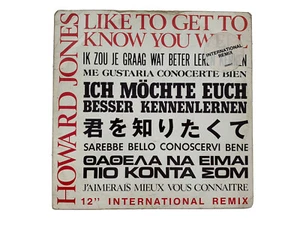 HOWARD JONES
LIKE TO GET TO
KNOW YOU
INTERNATIONAL
REMIX
IK ZOU JE GRAAG WAT BETER
ME GUSTARIA CONOCERTE BIEN
ICH MÖCHTE EUCH
BESSER KENNENLERNEN
君を知りたくて
SAREBBE BELLO CONOSCERVI BENE
ΘΑΘΕΛΑ ΝΑ ΕΙΜΑΙ
ΠΙΟ ΚΟΝΤΑ ΣΟΜ
J'AIMERAIS MIEUX VOUS CONNAITRE
12" INTERNATIONAL REMIX